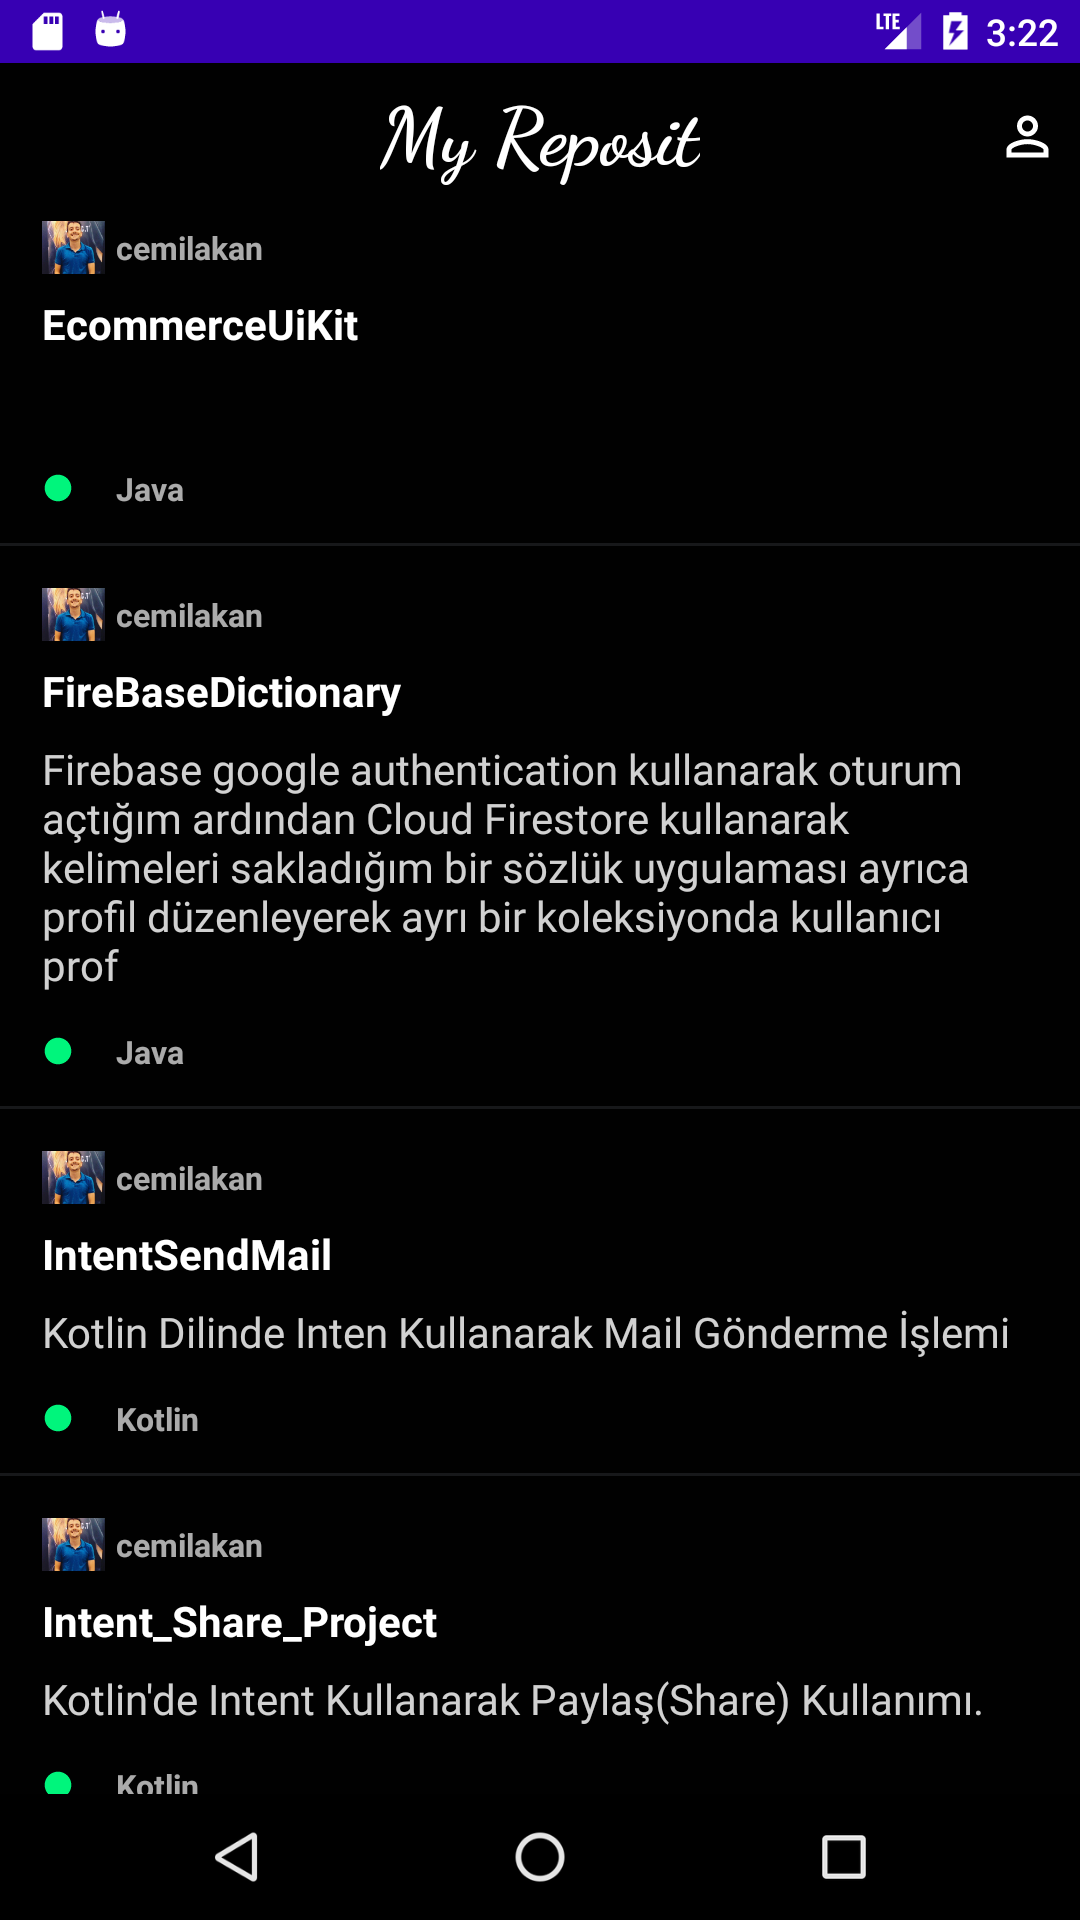 LTE 3:22
My Reposit
cemilakan
EcommerceUiKit
Java
cemilakan
FireBaseDictionary
Firebase google authentication kullanarak oturum
açtığım ardından Cloud Firestore kullanarak
kelimeleri sakladığım bir sözlük uygulaması ayrıca
profil düzenleyerek ayrı bir koleksiyonda kullanıcı
prof
Java
cemilakan
IntentSendMail
Kotlin Dilinde Inten Kullanarak Mail Gönderme İşlemi
Kotlin
cemilakan
Intent_Share_Project
Kotlin'de Intent Kullanarak Paylaş(Share) Kullanımı.
Kotlin